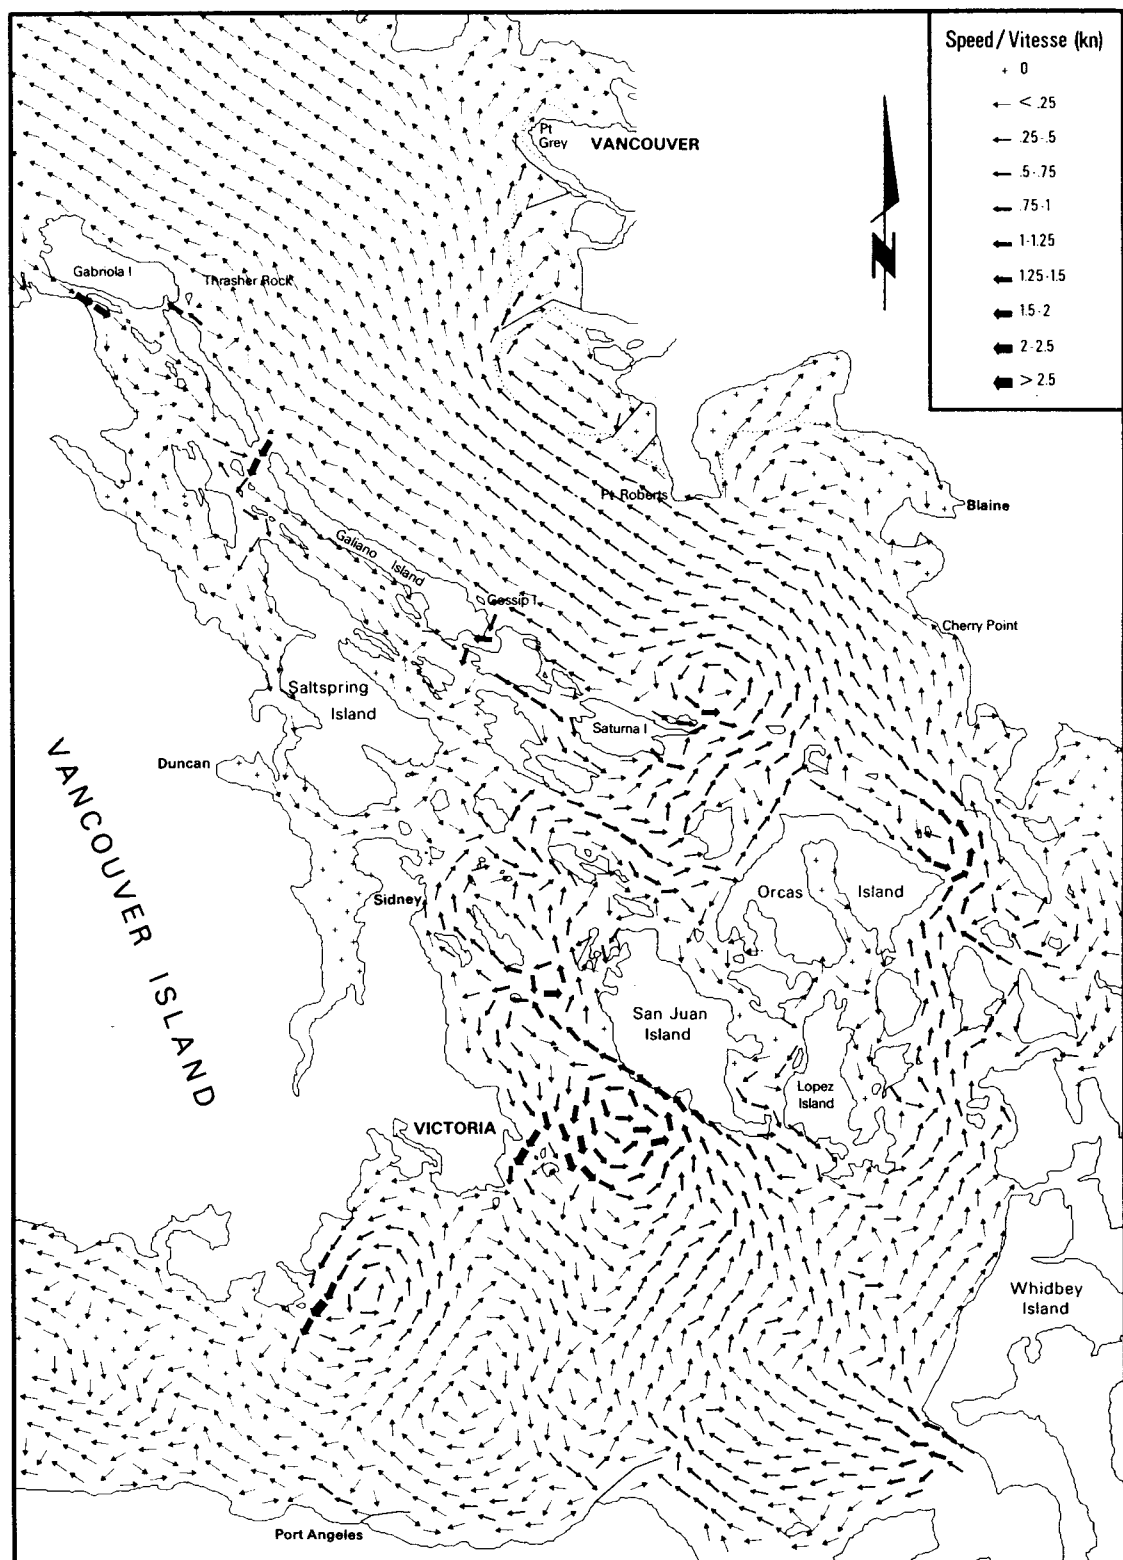 Speed / Vitesse (kn)
+ 0
< .25
.25-.5
.5-.75
.75-1
1-1.25
1.25-1.5
1.5-2
2-2.5
> 2.5
N
Pt
Grey
VANCOUVER
Gabriola I
Thrasher Rock
Pt Roberts
Blaine
Galiano
Island
Gossip I
Cherry Point
Saltspring
Island
Saturna I
Duncan
VANCOUVER ISLAND
Orcas Island
Sidney
San Juan
Island
Lopez
Island
VICTORIA
Whidbey
Island
Port Angeles